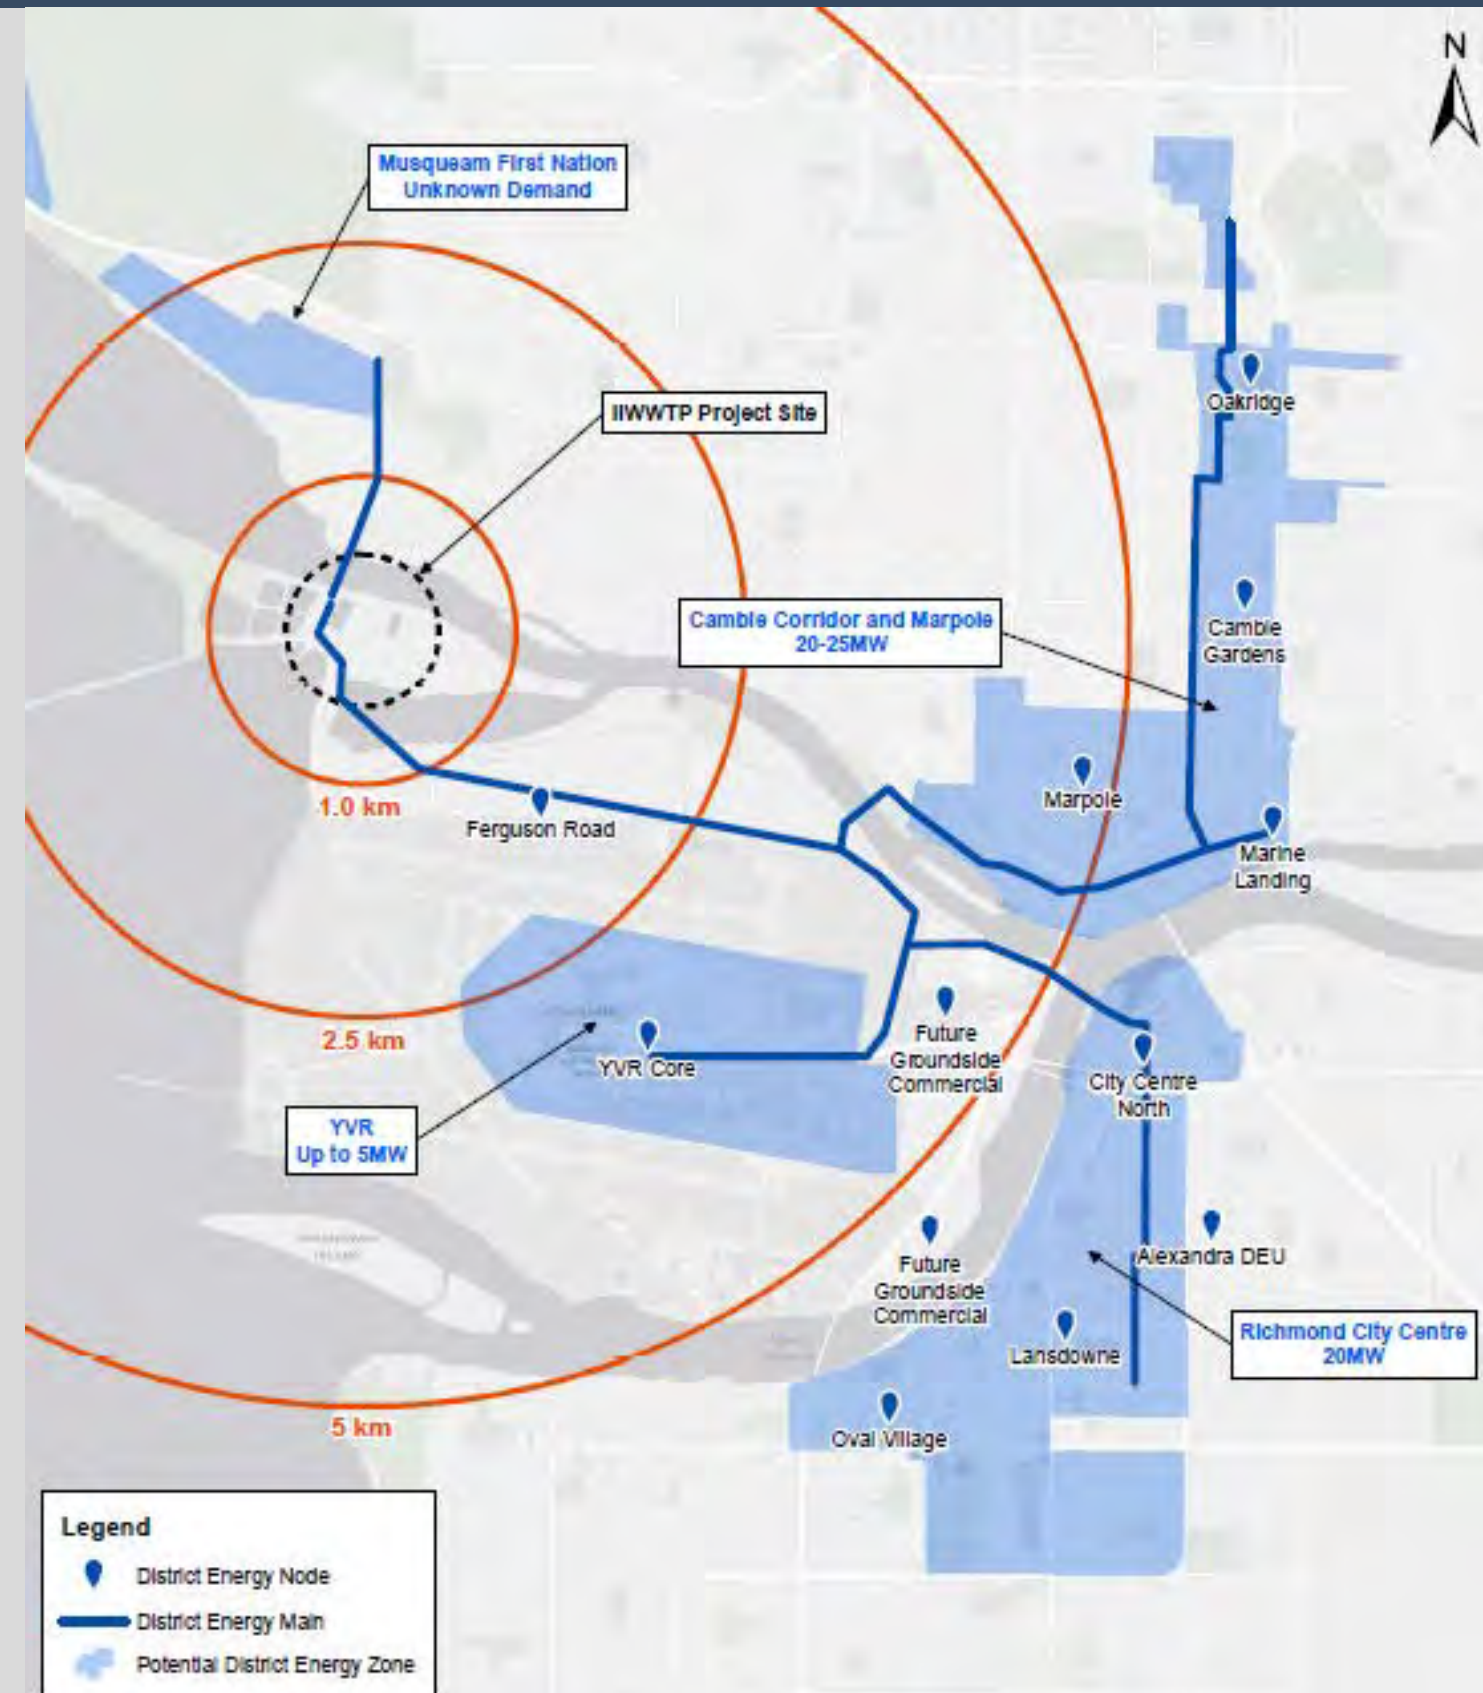 N
Musqueam First Nation
Unknown Demand
IIWWTP Project Site
Oakridge
Cambie Corridor and Marpole
20-25MW
Cambie
Gardens
Marpole
1.0 km
Ferguson Road
Marine
Landing
2.5 km
YVR Core
Future
Groundside
Commercial
City Centre
North
YVR
Up to 5MW
Future
Groundside
Commercial
Alexandra DEU
Lansdowne
Richmond City Centre
20MW
5 km
Oval Village
Legend
District Energy Node
District Energy Main
Potential District Energy Zone